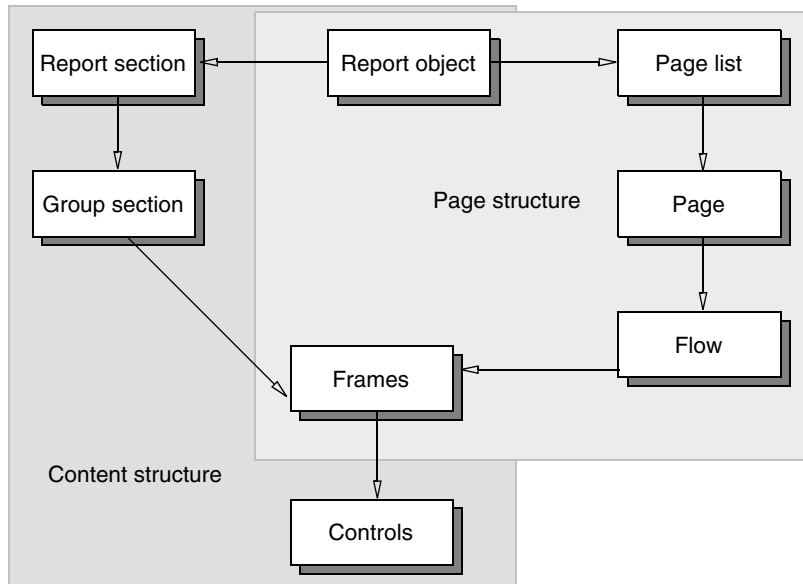 Report section
Report object
Page list
Group section
Page structure
Page
Flow
Frames
Content structure
Controls